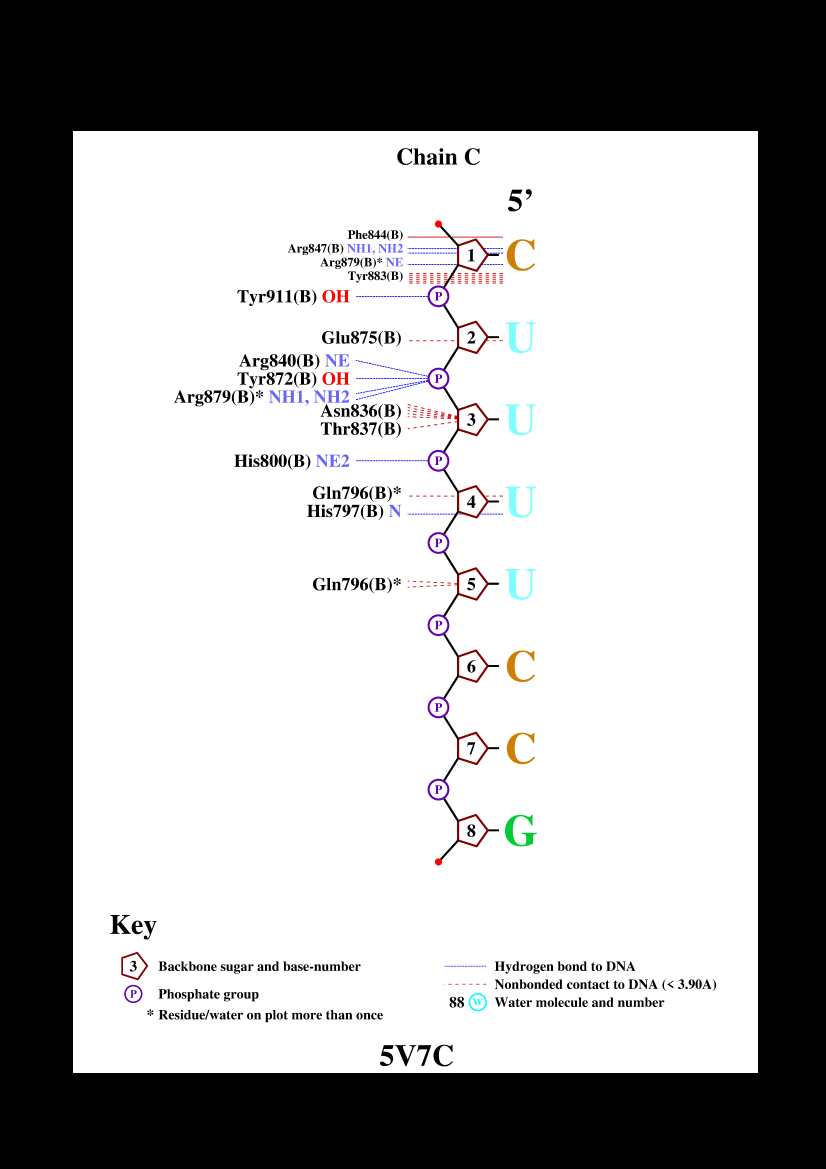 Chain C
5’
Phe844(B)
Arg847(B) NH1, NH2
1 C
Arg879(B)* NE
Tyr883(B)
Tyr911(B) OH P
Glu875(B) 2 U
Arg840(B) NE
Tyr872(B) OH P
Arg879(B)* NH1, NH2
Asn836(B)
3 U
Thr837(B)
His800(B) NE2 P
Gln796(B)*
4 U
His797(B) N
P
Gln796(B)* 5 U
P
6 C
P
7 C
P
8 G
Key
3 Backbone sugar and base-number
P Phosphate group
* Residue/water on plot more than once
Hydrogen bond to DNA
Nonbonded contact to DNA (< 3.90A)
88 W Water molecule and number
5V7C